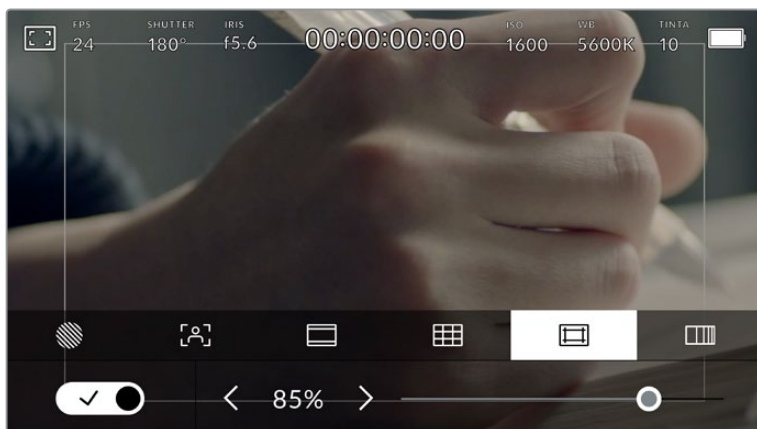 FPS SHUTTER IRIS ISO WB TINTA
24 180° f5.6 00:00:00:00 1600 5600K 10
85%